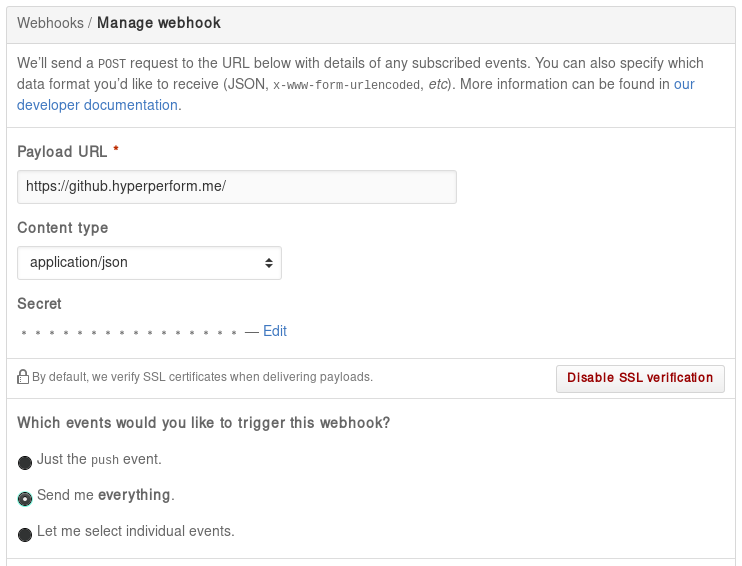 Webhooks / Manage webhook
We’ll send a POST request to the URL below with details of any subscribed events. You can also specify which
data format you’d like to receive (JSON, x-www-form-urlencoded, etc). More information can be found in our
developer documentation.
Payload URL *
https://github.hyperperform.me/
Content type
application/json
Secret
* * * * * * * * * * * * * * * * — Edit
By default, we verify SSL certificates when delivering payloads.
Disable SSL verification
Which events would you like to trigger this webhook?
Just the push event.
Send me everything.
Let me select individual events.